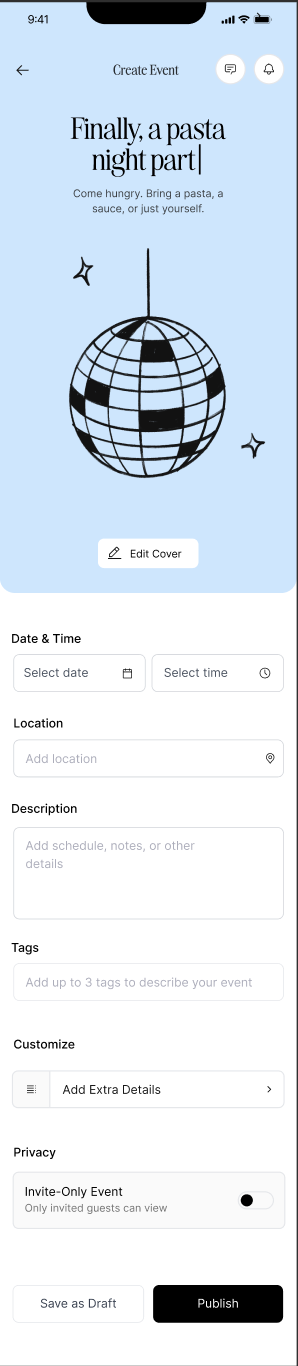 9:41
Create Event
Finally, a pasta
night part
Come hungry. Bring a pasta, a
sauce, or just yourself.
Edit Cover
Date & Time
Select date
Select time
Location
Add location
Description
Add schedule, notes, or other
details
Tags
Add up to 3 tags to describe your event
Customize
Add Extra Details
Privacy
Invite-Only Event
Only invited guests can view
Save as Draft
Publish